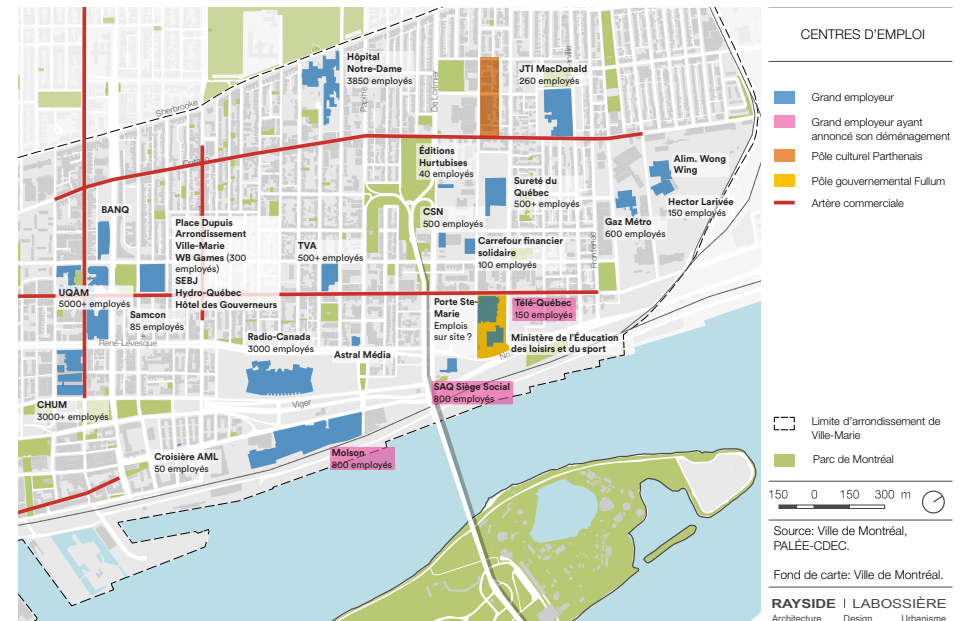 Hôpital
Notre-Dame
3850 employés
JTI MacDonald
260 employés
Sherbrooke
De Lorimier
Éditions
Hurtubises
40 employés
Alim. Wong
Wing
Sureté du
Québec
500+ employés
Hector Larivée
150 employés
BANQ
CSN
500 employés
Gaz Métro
600 employés
Place Dupuis
Arrondissement
Ville-Marie
WB Games (300
employés)
SEBJ
Hydro-Québec
Hôtel des Gouverneurs
TVA
500+ employés
Carrefour financier
solidaire
100 employés
Frontenac
UQÀM
5000+ employés
Samcon
85 employés
Porte Ste-
Marie
Emplois
sur site ?
Télé-Québec
150 employés
René-Lévesque
Radio-Canada
3000 employés
Ministère de l'Éducation
des loisirs et du sport
Astral Média
SAQ Siège Social
800 employés
CHUM
3000+ employés
Viger
Croisière AML
50 employés
Molson
800 employés
CENTRES D'EMPLOI
Grand employeur
Grand employeur ayant
annoncé son déménagement
Pôle culturel Parthenais
Pôle gouvernemental Fullum
Artère commerciale
Limite d'arrondissement de
Ville-Marie
Parc de Montréal
150 0 150 300 m
Source: Ville de Montréal,
PALÉE-CDEC.
Fond de carte: Ville de Montréal.
RAYSIDE | LABOSSIÈRE
Architecture Design Urbanisme